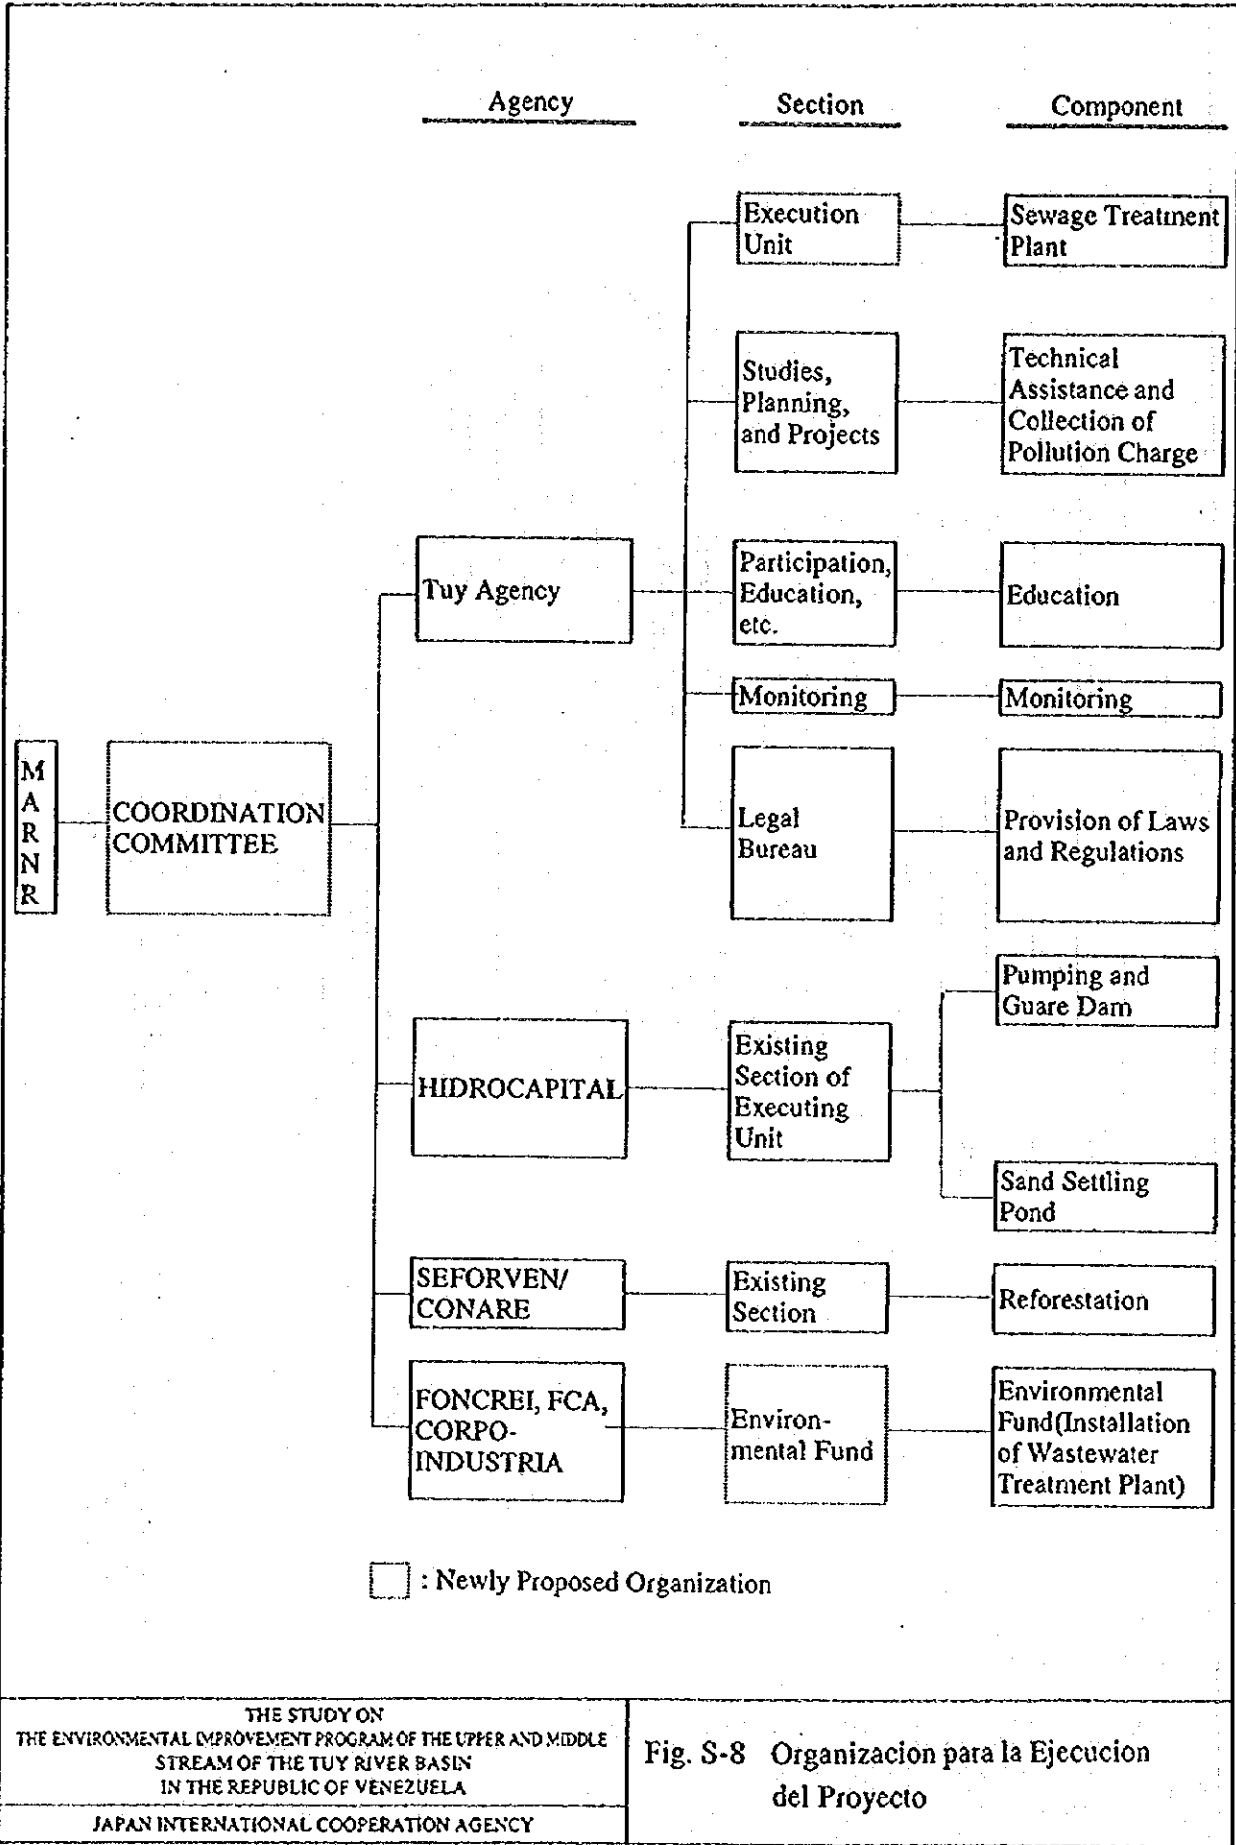 Agency Section Component
Execution
Unit
Sewage Treatment
Plant
Studies,
Planning,
and Projects
Technical
Assistance and
Collection of
Pollution Charge
Tuy Agency
Participation,
Education,
etc.
Education
Monitoring
Monitoring
M
A
R
N
R
COORDINATION
COMMITTEE
Legal
Bureau
Provision of Laws
and Regulations
HIDROCAPITAL
Existing
Section of
Executing
Unit
Pumping and
Guare Dam
Sand Settling
Pond
SEFORVEN/
CONARE
Existing
Section
Reforestation
FONCREI, FCA,
CORPO-
INDUSTRIA
Environ-
mental Fund
Environmental
Fund(Installation
of Wastewater
Treatment Plant)
: Newly Proposed Organization
THE STUDY ON
THE ENVIRONMENTAL IMPROVEMENT PROGRAM OF THE UPPER AND MIDDLE
STREAM OF THE TUY RIVER BASIN
IN THE REPUBLIC OF VENEZUELA
JAPAN INTERNATIONAL COOPERATION AGENCY
Fig. S-8 Organizacion para la Ejecucion
del Proyecto